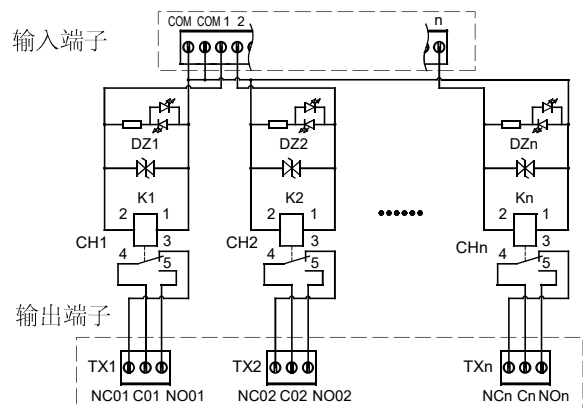 COM COM 1 2 n
输入端子
DZ1 DZ2 DZn
K1 K2 Kn
2 1 2 1 2 1
CH1 CH2 CHn
4 3 5 4 3 5 4 3 5
输出端子
TX1 TX2 TXn
NC01 C01 NO01 NC02 C02 NO02 NCn Cn NOn